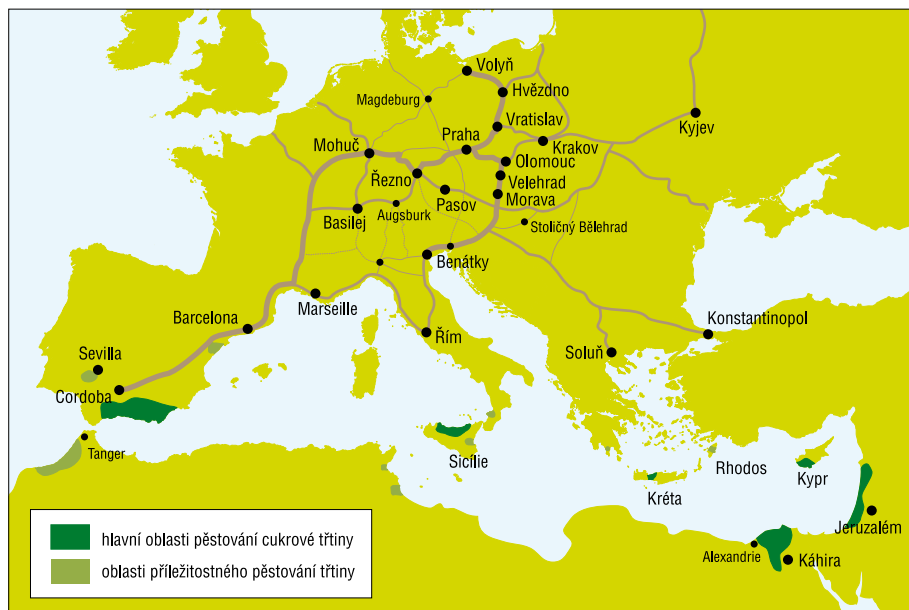 Volyň
Hvězdno
Magdeburg
Vratislav
Kyjev
Praha
Mohuč
Krakov
Olomouc
Řezno
Velehrad
Pasov
Morava
Augsburk
Basilej
Stoličný Bělehrad
Benátky
Marseille
Barcelona
Konstantinopol
Řím
Soluň
Sevilla
Cordoba
Tanger
Sicílie
Rhodos
Kypr
Kréta
Jeruzalém
Alexandrie
Káhira
hlavní oblasti pěstování cukrové třtiny
oblasti příležitostného pěstování třtiny